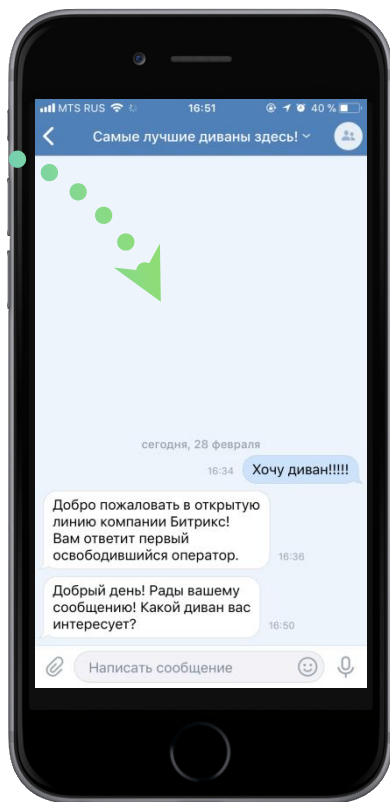 MTS RUS 16:51 40 %
Самые лучшие диваны здесь!
сегодня, 28 февраля
16:34 Хочу диван!!!!!
Добро пожаловать в открытую
линию компании Битрикс!
Вам ответит первый
освободившийся оператор. 16:36
Добрый день! Рады вашему
сообщению! Какой диван вас
интересует? 16:50
Написать сообщение